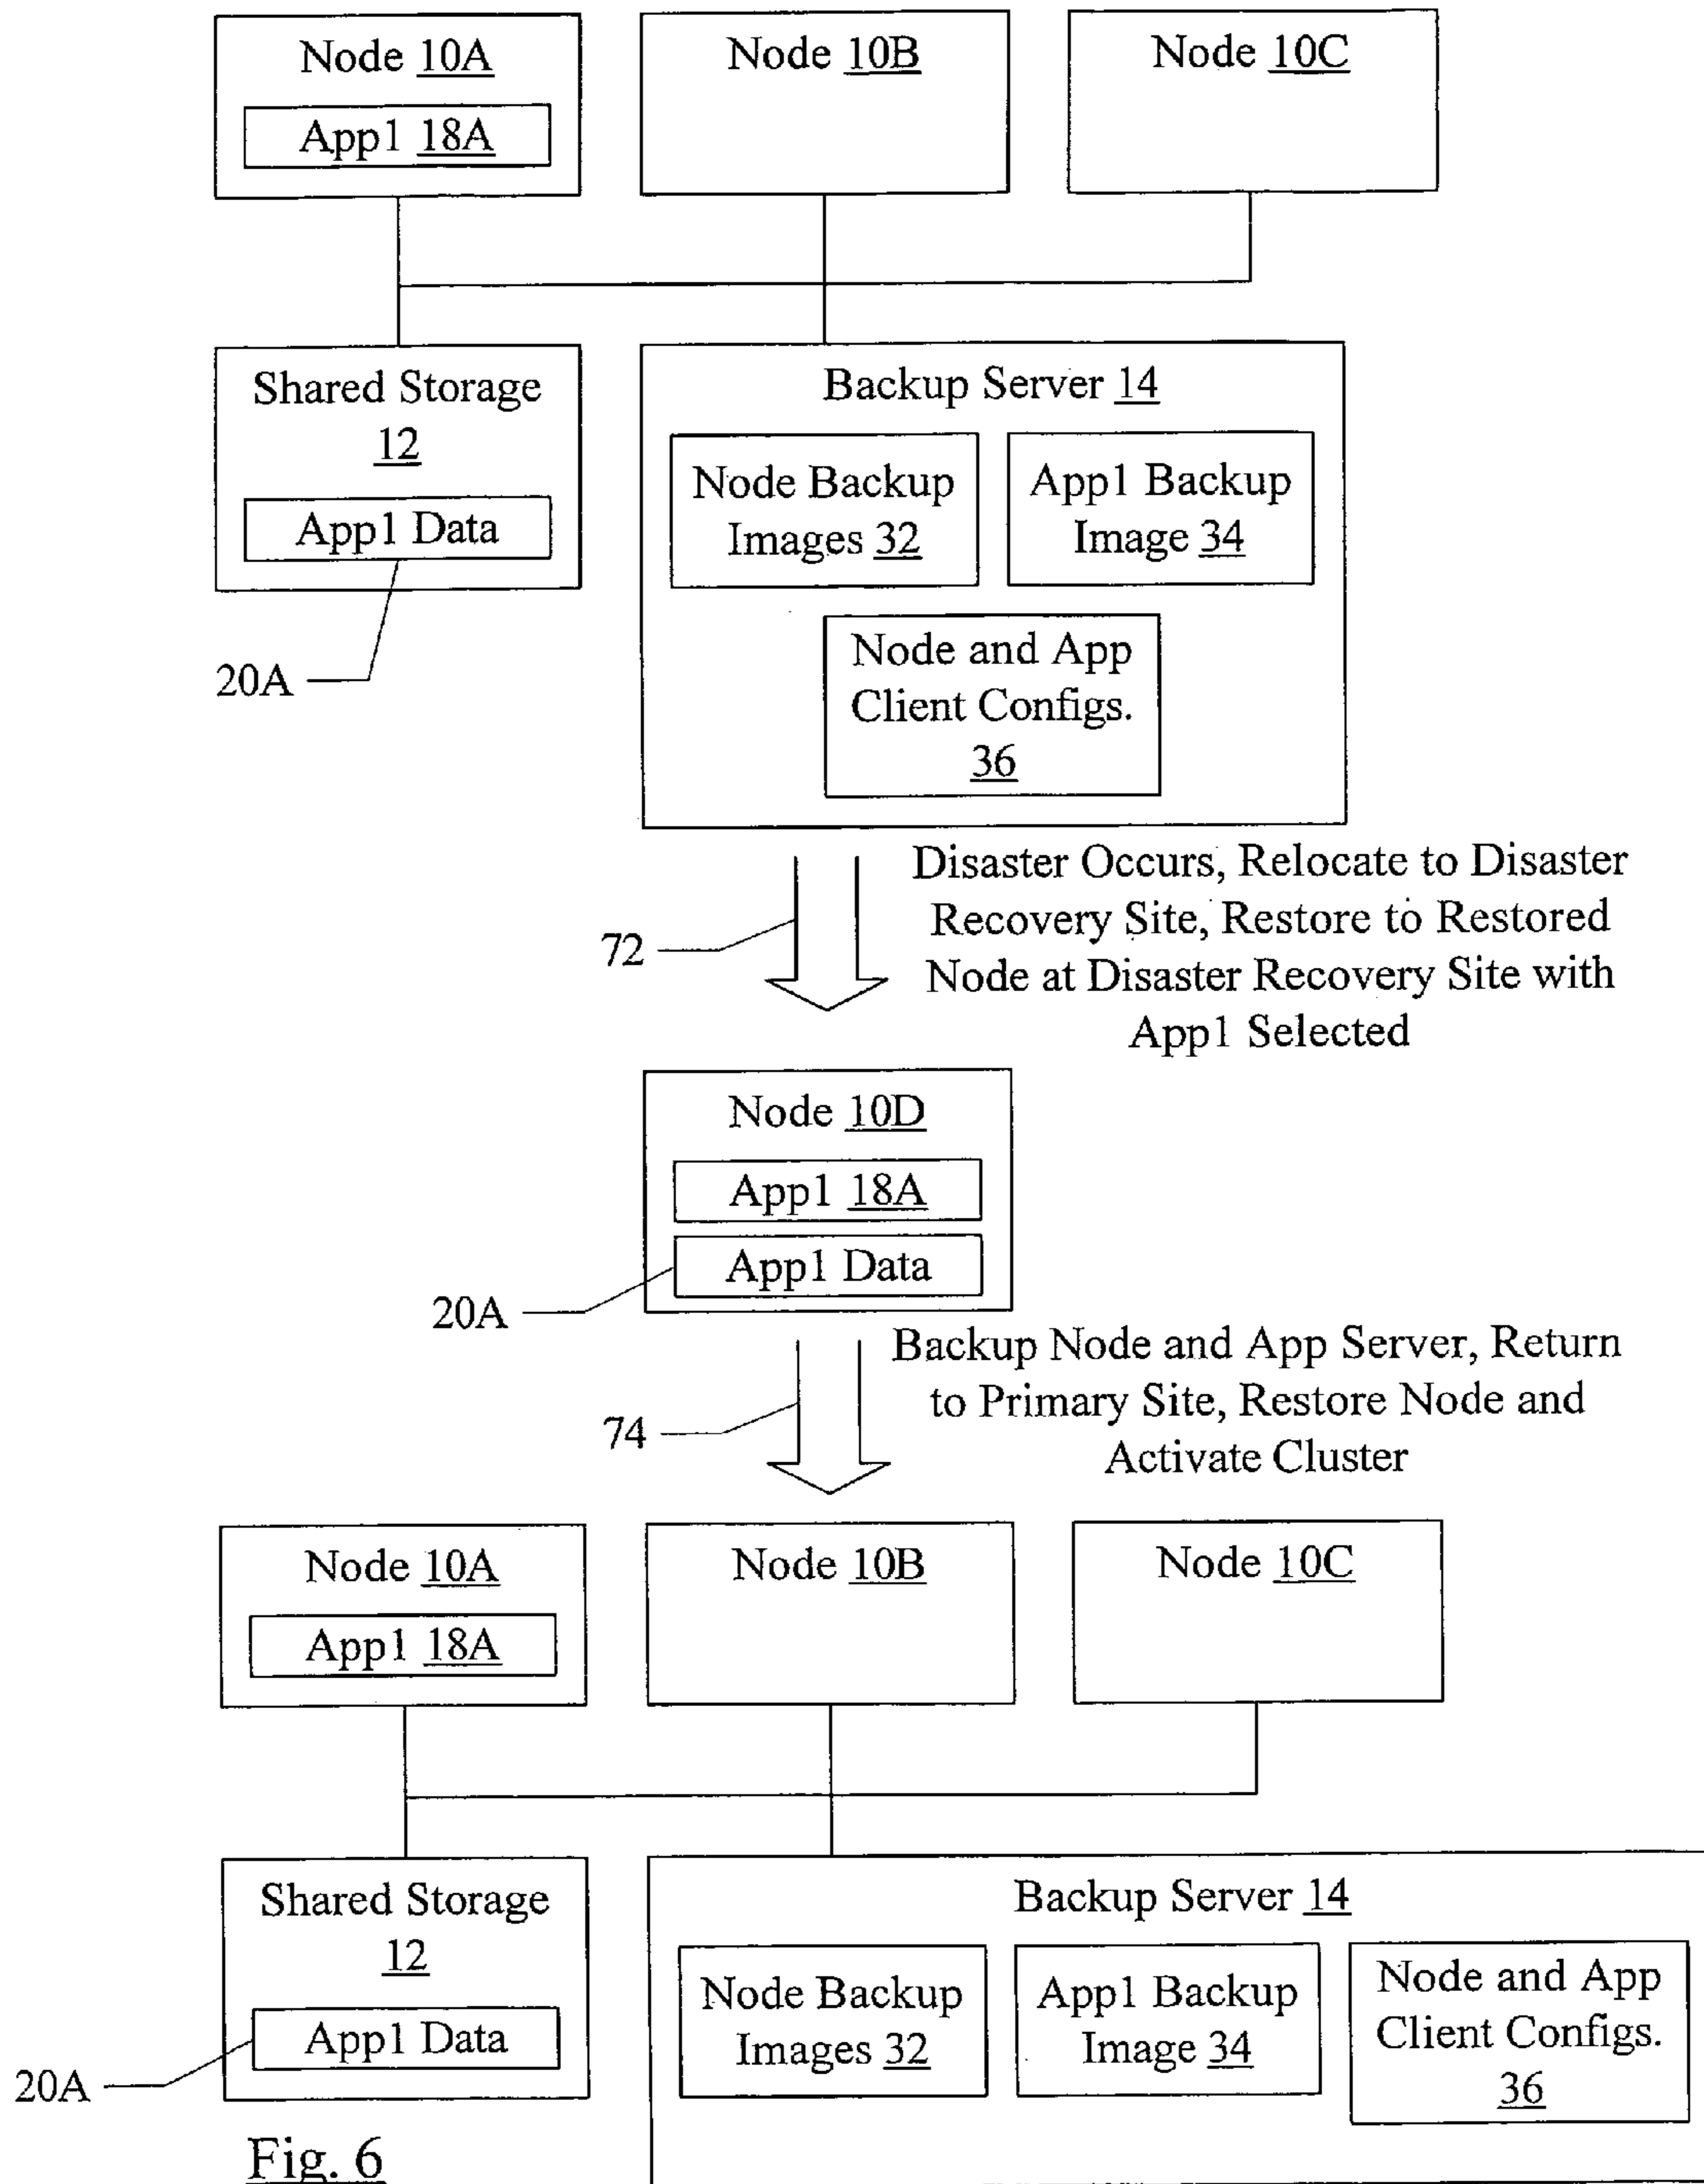 Node 10A
App1 18A
Node 10B
Node 10C
Shared Storage
12
App1 Data
20A
Backup Server 14
Node Backup
Images 32
App1 Backup
Image 34
Node and App
Client Configs.
36
72
Disaster Occurs, Relocate to Disaster
Recovery Site, Restore to Restored
Node at Disaster Recovery Site with
App1 Selected
Node 10D
App1 18A
App1 Data
20A
74
Backup Node and App Server, Return
to Primary Site, Restore Node and
Activate Cluster
Node 10A
App1 18A
Node 10B
Node 10C
Shared Storage
12
App1 Data
20A
Backup Server 14
Node Backup
Images 32
App1 Backup
Image 34
Node and App
Client Configs.
36
Fig. 6